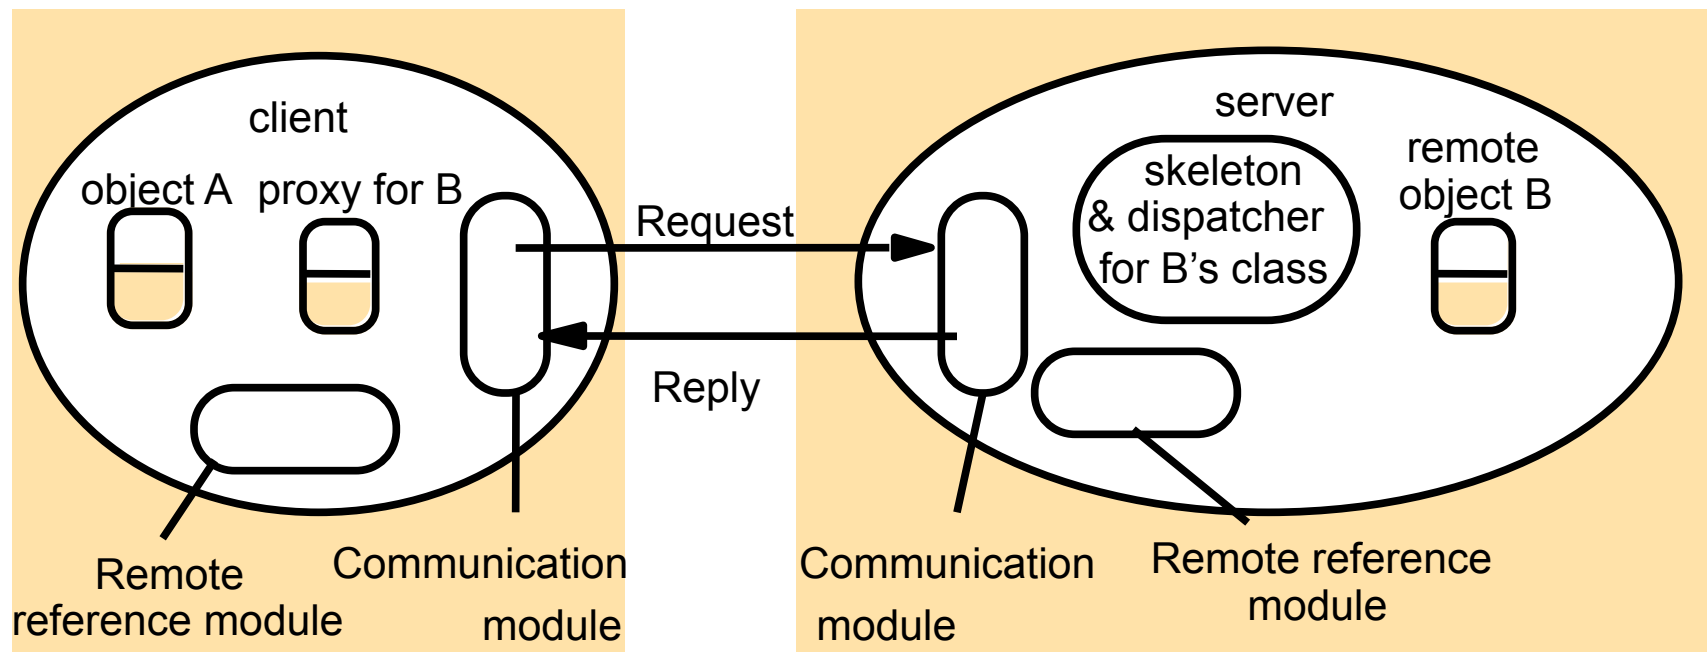 client
object A
proxy for B
Request
Reply
Remote
reference module
Communication
module
server
skeleton
& dispatcher
for B’s class
remote
object B
Communication
module
Remote reference
module